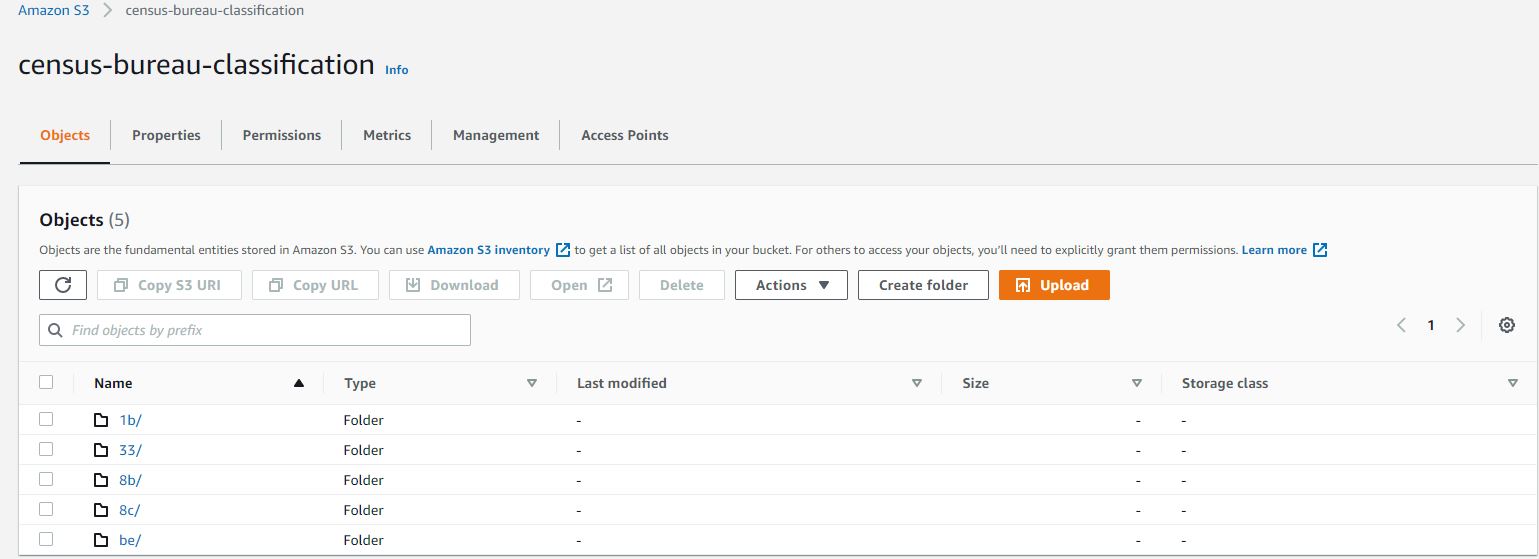 Amazon S3 > census-bureau-classification
census-bureau-classification Info
Objects Properties Permissions Metrics Management Access Points
Objects (5)
Objects are the fundamental entities stored in Amazon S3. You can use Amazon S3 inventory to get a list of all objects in your bucket. For others to access your objects, you'll need to explicitly grant them permissions. Learn more
Copy S3 URI Copy URL Download Open Delete Actions Create folder Upload
Find objects by prefix < 1 >
Name Type Last modified Size Storage class
1b/ Folder - - -
33/ Folder - - -
8b/ Folder - - -
8c/ Folder - - -
be/ Folder - - -